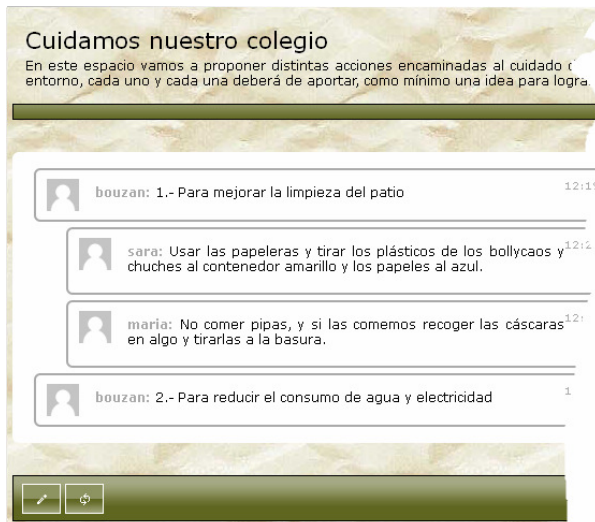 Cuidamos nuestro colegio
En este espacio vamos a proponer distintas acciones encaminadas al cuidado
entorno, cada uno y cada una deberá de aportar, como mínimo una idea para
bouzan: 1.- Para mejorar la limpieza del patio
sara: Usar las papeleras y tirar los plásticos de los bollycaos y
chuches al contenedor amarillo y los papeles al azul.
maria: No comer pipas, y si las comemos recoger las cáscaras
en algo y tirarlas a la basura.
bouzan: 2.- Para reducir el consumo de agua y electricidad